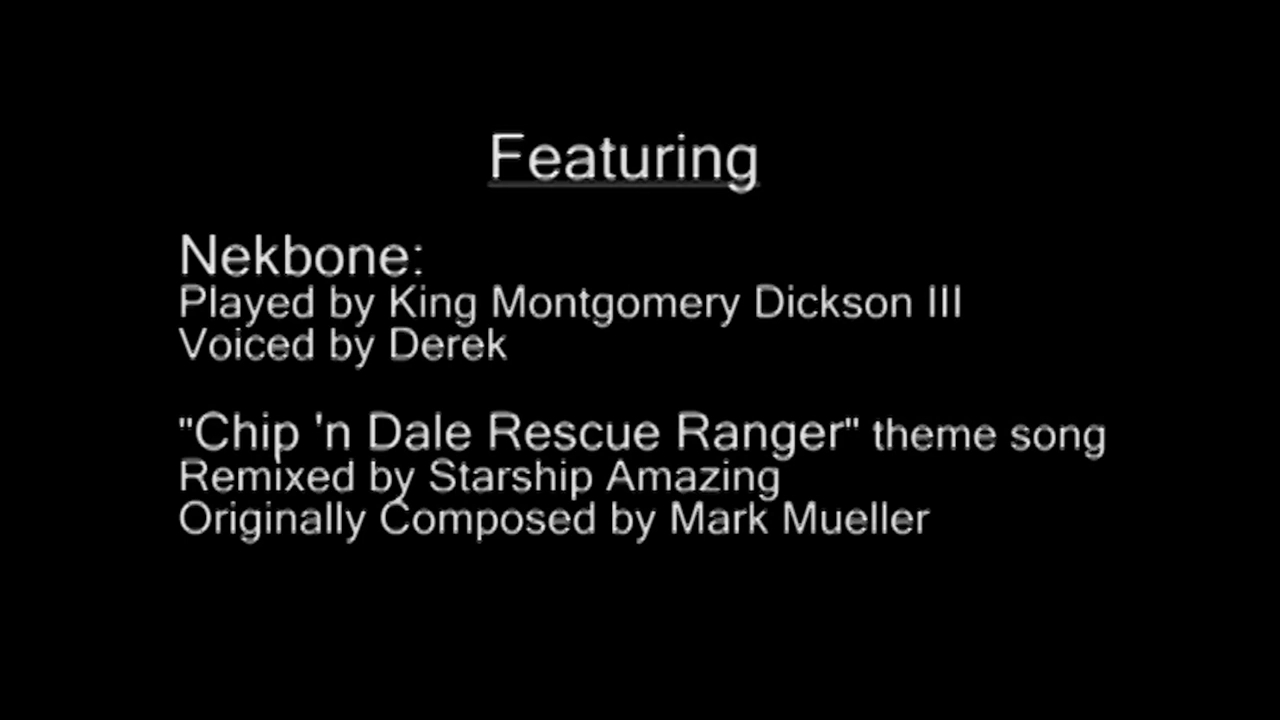 Featuring
Nekbone:
Played by King Montgomery Dickson III
Voiced by Derek
"Chip 'n Dale Rescue Ranger" theme song
Remixed by Starship Amazing
Originally Composed by Mark Mueller